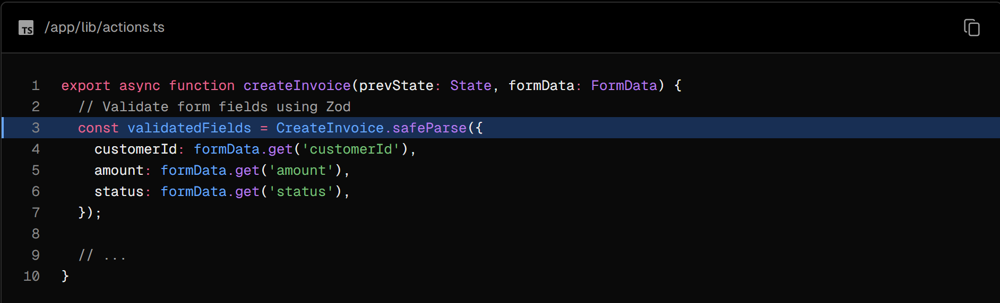 TS /app/lib/actions.ts
1 export async function createInvoice(prevState: State, formData: FormData) {
2   // Validate form fields using Zod
3   const validatedFields = CreateInvoice.safeParse({
4     customerId: formData.get('customerId'),
5     amount: formData.get('amount'),
6     status: formData.get('status'),
7   });
8
9   // ...
10 }